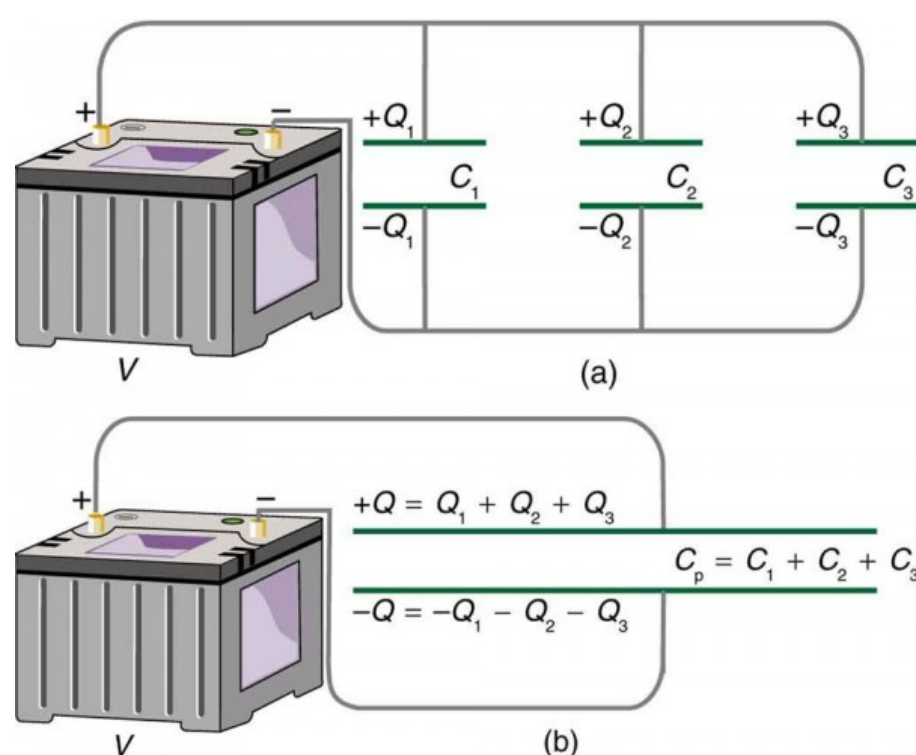 + −
+Q₁ +Q₂ +Q₃
C₁ C₂ C₃
−Q₁ −Q₂ −Q₃
V
(a)
+ −
+Q = Q₁ + Q₂ + Q₃
Cₚ = C₁ + C₂ + C₃
−Q = −Q₁ − Q₂ − Q₃
V
(b)